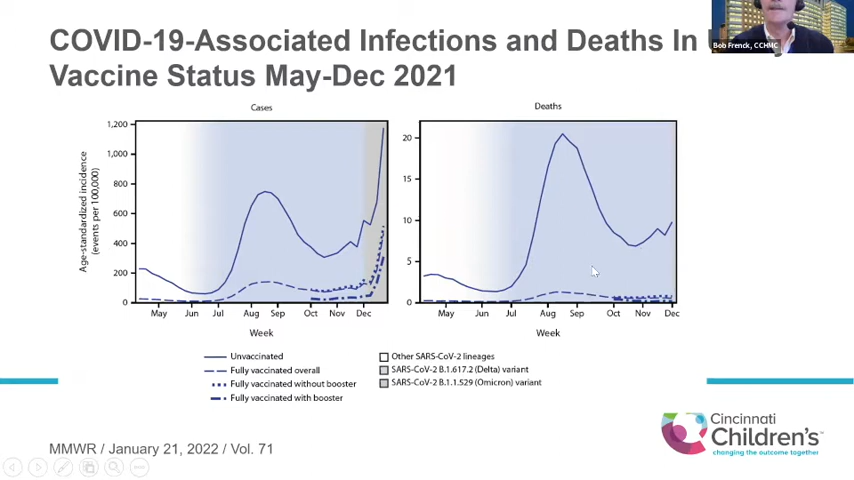 COVID-19-Associated Infections and Deaths In
Vaccine Status May-Dec 2021
Bob Frenck, CCHMC
Cases
Deaths
Age-standardized incidence
(events per 100,000)
1,200
1,000
800
600
400
200
0
May Jun Jul Aug Sep Oct Nov Dec
Week
20
15
10
5
0
May Jun Jul Aug Sep Oct Nov Dec
Week
Unvaccinated
Fully vaccinated overall
Fully vaccinated without booster
Fully vaccinated with booster
Other SARS-CoV-2 lineages
SARS-CoV-2 B.1.617.2 (Delta) variant
SARS-CoV-2 B.1.1.529 (Omicron) variant
MMWR / January 21, 2022 / Vol. 71
Cincinnati
Children's™
changing the outcome together